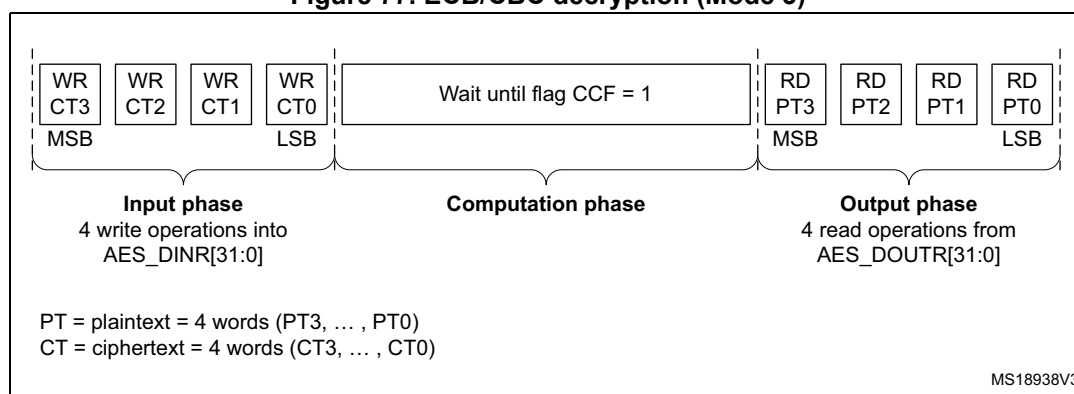 Figure 77. ECB/CBC decryption (Mode 3)
WR CT3
WR CT2
WR CT1
WR CT0
Wait until flag CCF = 1
RD PT3
RD PT2
RD PT1
RD PT0
MSB
LSB
MSB
LSB
Input phase
4 write operations into
AES_DINR[31:0]
Computation phase
Output phase
4 read operations from
AES_DOUTR[31:0]
PT = plaintext = 4 words (PT3, … , PT0)
CT = ciphertext = 4 words (CT3, … , CT0)
MS18938V3